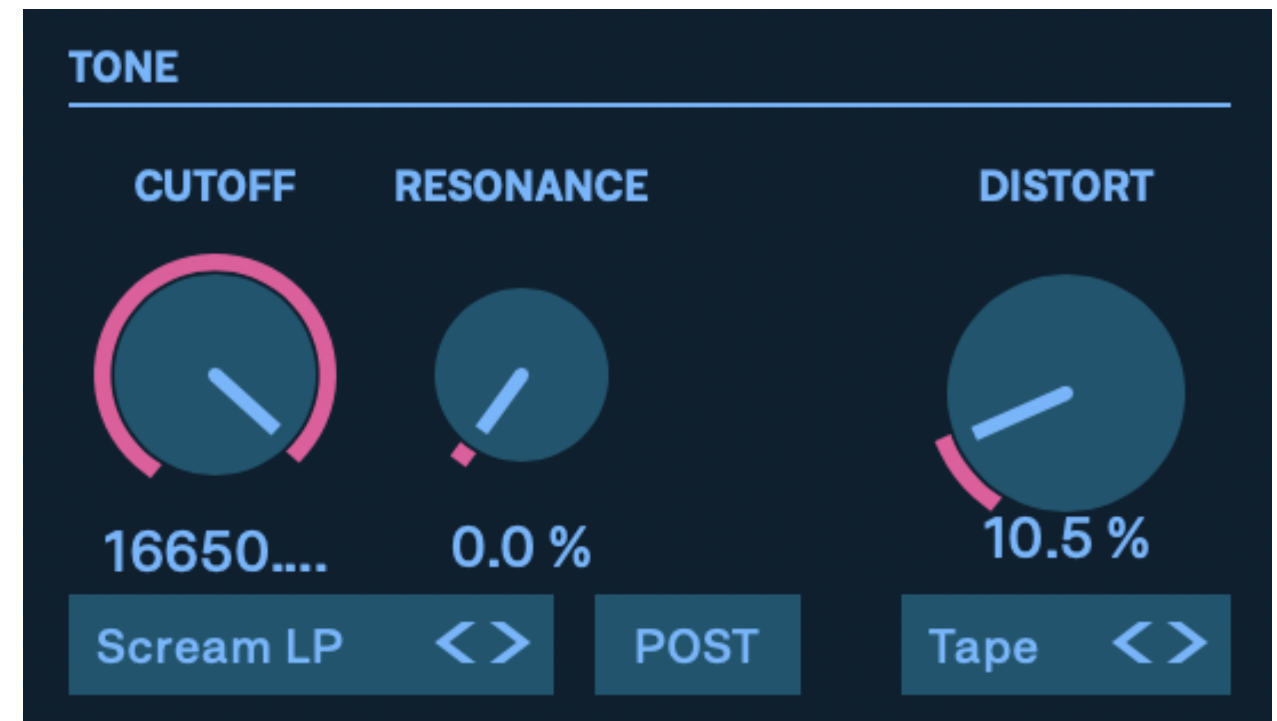 TONE
CUTOFF RESONANCE DISTORT
16650.... 0.0 % 10.5 %
Scream LP <> POST Tape <>